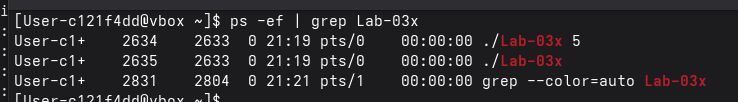 [User-c121f4dd@vbox ~]$ ps -ef | grep Lab-03x
User-c1+    2634    2633  0 21:19 pts/0    00:00:00 ./Lab-03x 5
User-c1+    2635    2633  0 21:19 pts/0    00:00:00 ./Lab-03x
User-c1+    2831    2804  0 21:21 pts/1    00:00:00 grep --color=auto Lab-03x
[User-c121f4dd@vbox ~]$